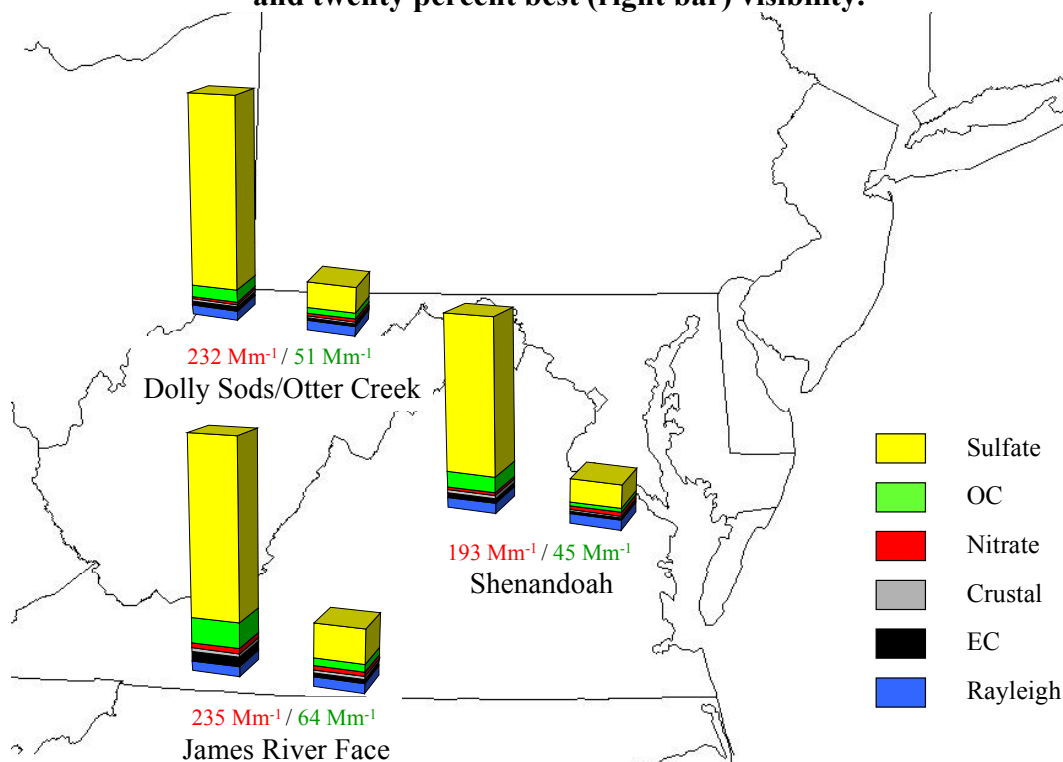 and twenty percent best (right bar) visibility.
232 Mm⁻¹ / 51 Mm⁻¹
Dolly Sods/Otter Creek
193 Mm⁻¹ / 45 Mm⁻¹
Shenandoah
235 Mm⁻¹ / 64 Mm⁻¹
James River Face
Sulfate
OC
Nitrate
Crustal
EC
Rayleigh